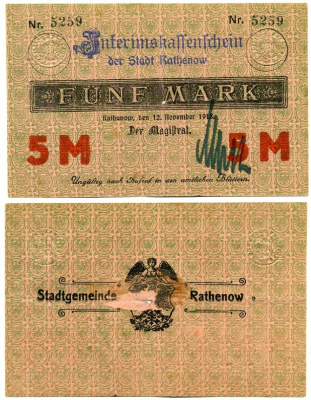 Nr. 5259 Nr. 5259
Interimskassenschein
der Stadt Rathenow
FÜNF MARK
Rathenow, den 12. November 1918.
Der Magistrat.
5 M 5 M
Ungültig nach Aufruf in den amtlichen Blättern.
Stadtgemeinde Rathenow